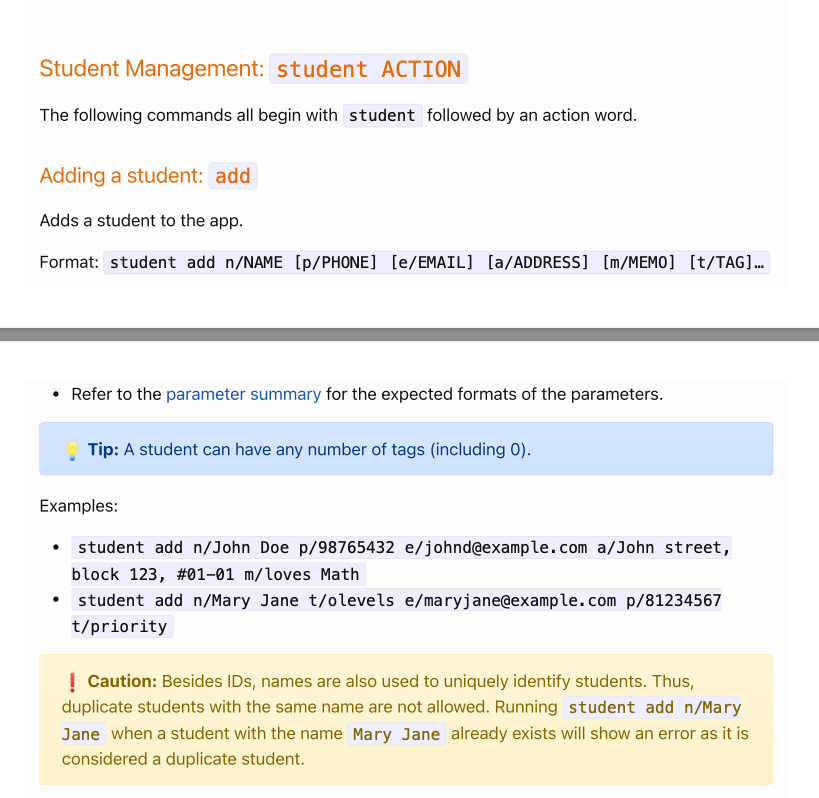 Student Management: student ACTION
The following commands all begin with student followed by an action word.
Adding a student: add
Adds a student to the app.
Format: student add n/NAME [p/PHONE] [e/EMAIL] [a/ADDRESS] [m/MEMO] [t/TAG]…
• Refer to the parameter summary for the expected formats of the parameters.
💡 Tip: A student can have any number of tags (including 0).
Examples:
• student add n/John Doe p/98765432 e/johnd@example.com a/John street,
block 123, #01-01 m/loves Math
• student add n/Mary Jane t/olevels e/maryjane@example.com p/81234567
t/priority
❗ Caution: Besides IDs, names are also used to uniquely identify students. Thus,
duplicate students with the same name are not allowed. Running student add n/Mary
Jane when a student with the name Mary Jane already exists will show an error as it is
considered a duplicate student.